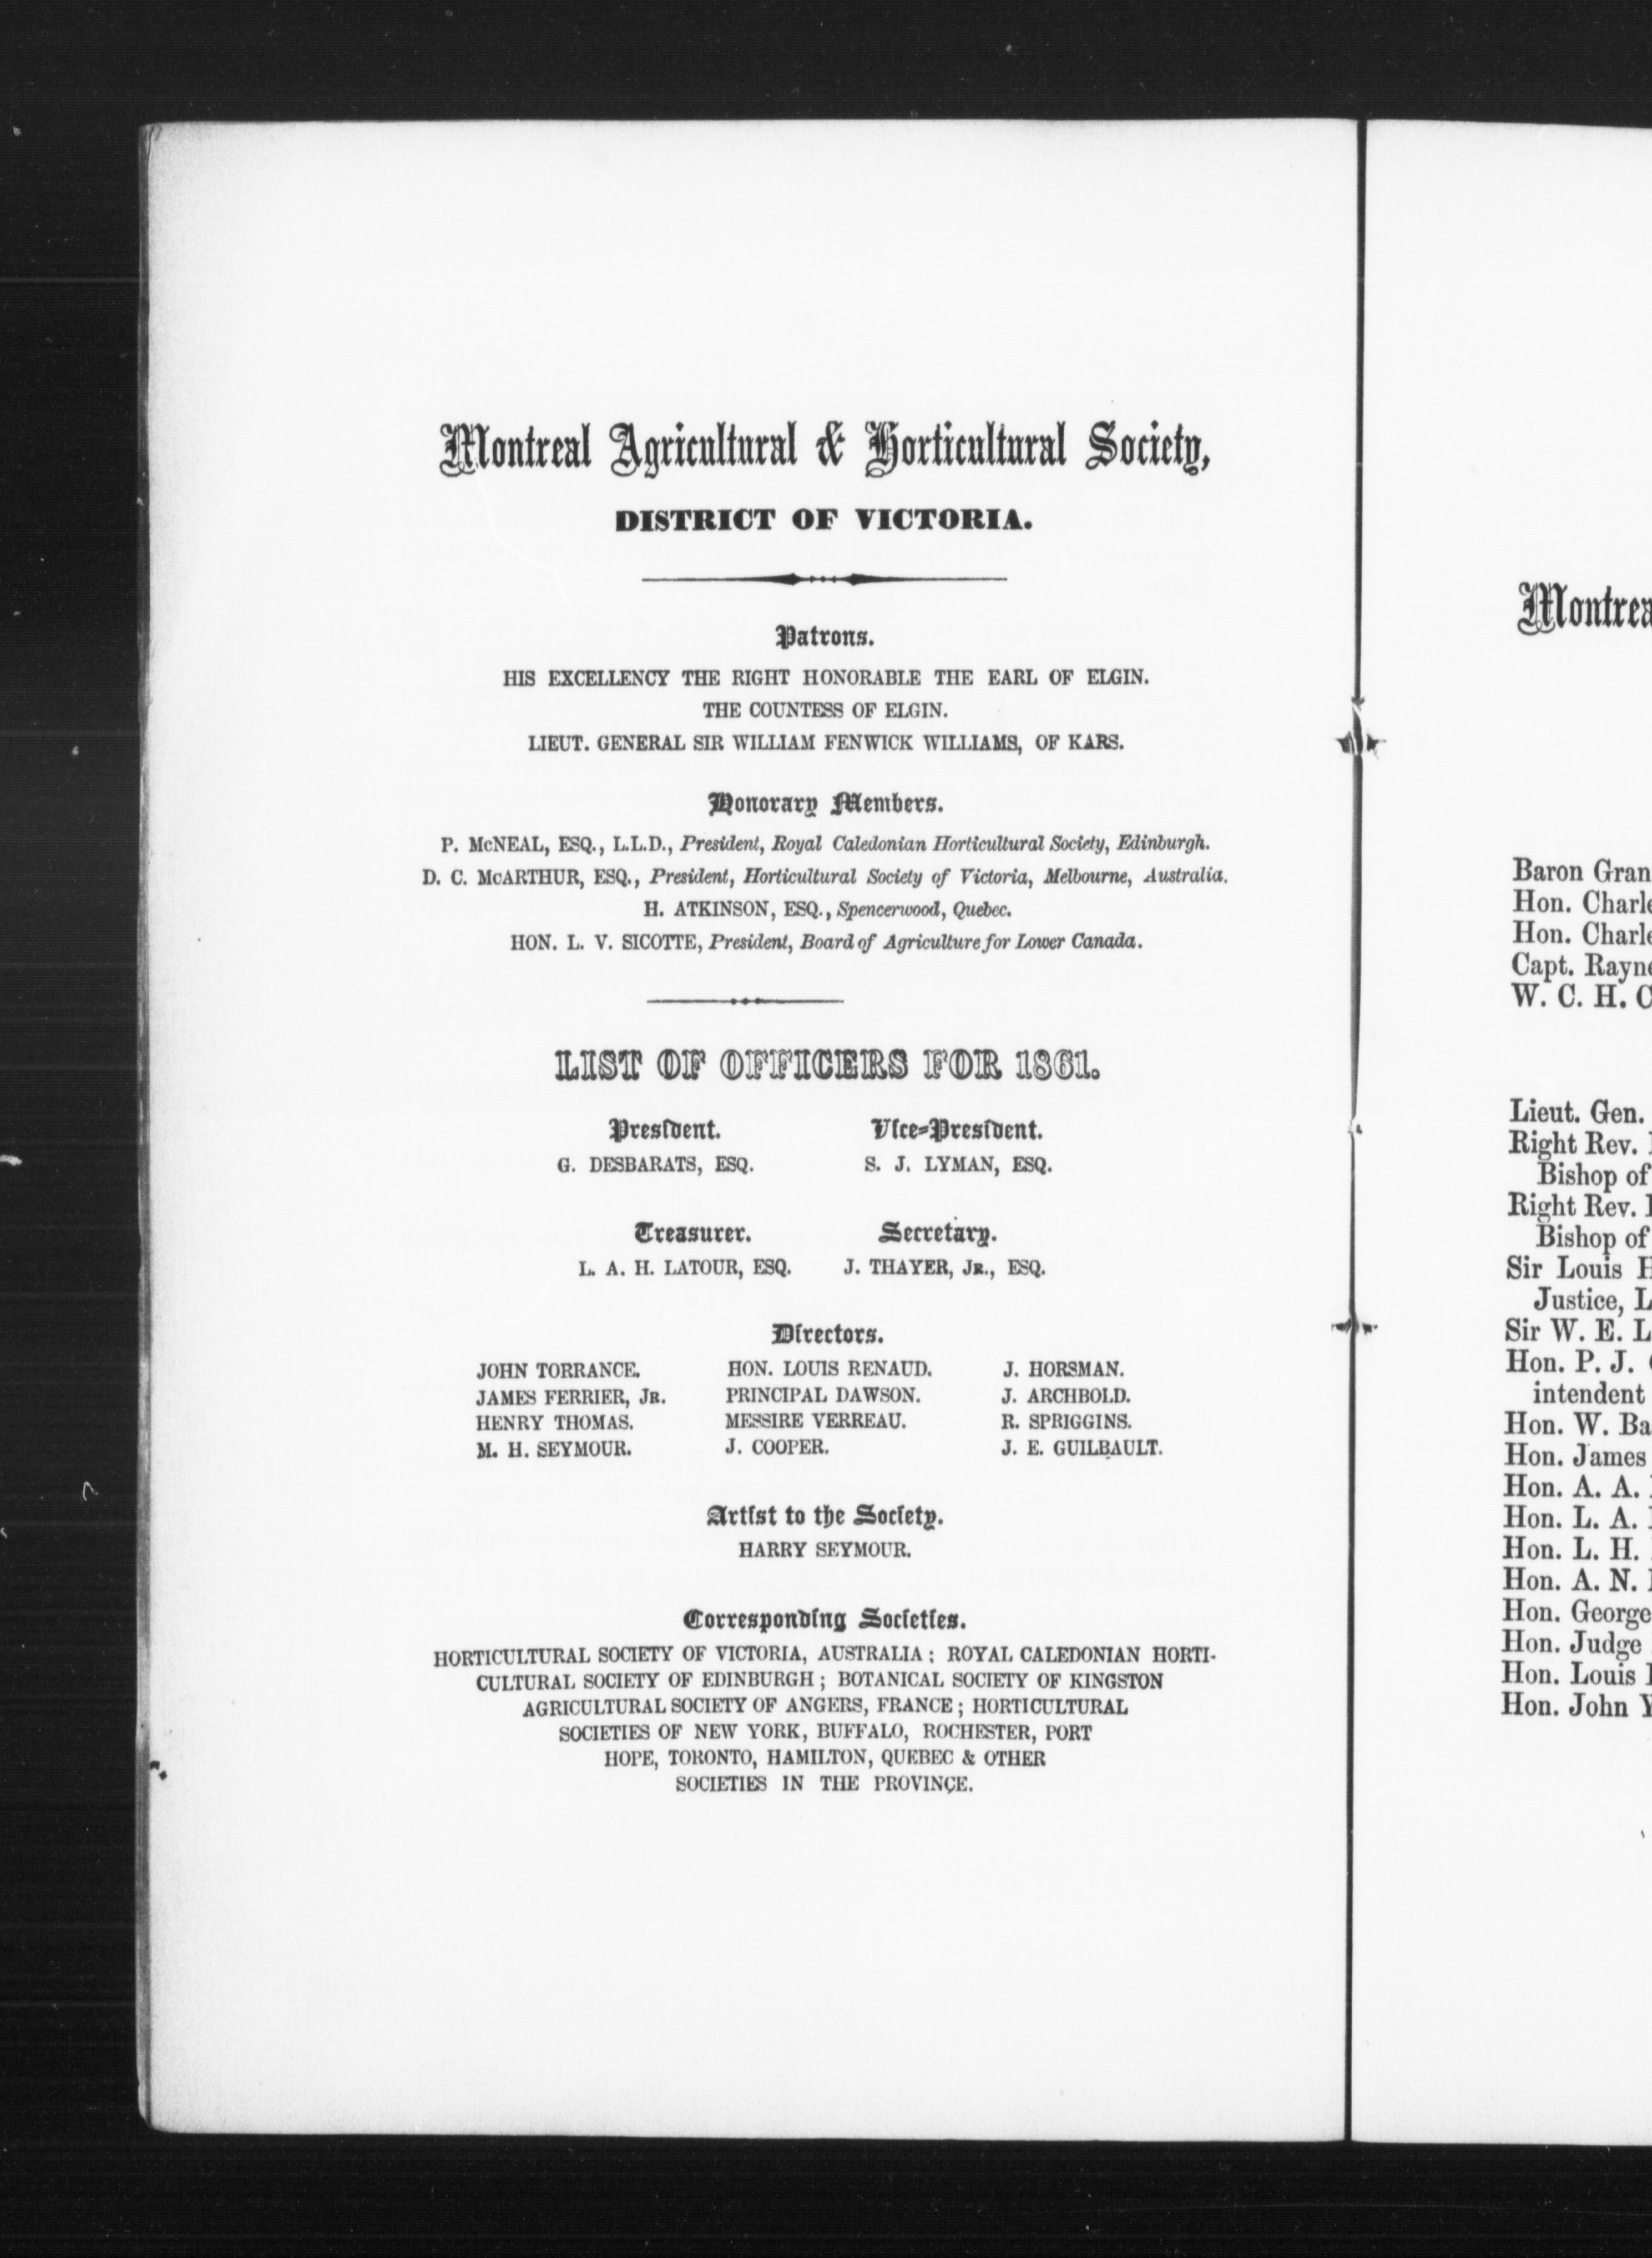 Montreal Agricultural & Horticultural Society,
DISTRICT OF VICTORIA.
Patrons.
HIS EXCELLENCY THE RIGHT HONORABLE THE EARL OF ELGIN.
THE COUNTESS OF ELGIN.
LIEUT. GENERAL SIR WILLIAM FENWICK WILLIAMS, OF KARS.
Honorary Members.
P. McNEAL, ESQ., L.L.D., President, Royal Caledonian Horticultural Society, Edinburgh.
D. C. McARTHUR, ESQ., President, Horticultural Society of Victoria, Melbourne, Australia.
H. ATKINSON, ESQ., Spencerwood, Quebec.
HON. L. V. SICOTTE, President, Board of Agriculture for Lower Canada.
LIST OF OFFICERS FOR 1861.
President. Vice-President.
G. DESBARATS, ESQ. S. J. LYMAN, ESQ.
Treasurer. Secretary.
L. A. H. LATOUR, ESQ. J. THAYER, JR., ESQ.
Directors.
JOHN TORRANCE. HON. LOUIS RENAUD. J. HORSMAN.
JAMES FERRIER, JR. PRINCIPAL DAWSON. J. ARCHBOLD.
HENRY THOMAS. MESSIRE VERREAU. R. SPRIGGINS.
M. H. SEYMOUR. J. COOPER. J. E. GUILBAULT.
Artist to the Society.
HARRY SEYMOUR.
Corresponding Societies.
HORTICULTURAL SOCIETY OF VICTORIA, AUSTRALIA; ROYAL CALEDONIAN HORTI-
CULTURAL SOCIETY OF EDINBURGH; BOTANICAL SOCIETY OF KINGSTON
AGRICULTURAL SOCIETY OF ANGERS, FRANCE; HORTICULTURAL
SOCIETIES OF NEW YORK, BUFFALO, ROCHESTER, PORT
HOPE, TORONTO, HAMILTON, QUEBEC & OTHER
SOCIETIES IN THE PROVINCE.
Baron
Hon.
Hon.
Capt.
W. C. H.
Lieut. Gen.
Right Rev.
Bishop of
Right Rev.
Bishop of
Sir Louis
Justice,
Sir W. E.
Hon. P. J.
intendent
Hon. W.
Hon. James
Hon. A. A.
Hon. L. A.
Hon. L. H.
Hon. A. N.
Hon. George
Hon. Judge
Hon. Louis
Hon. John